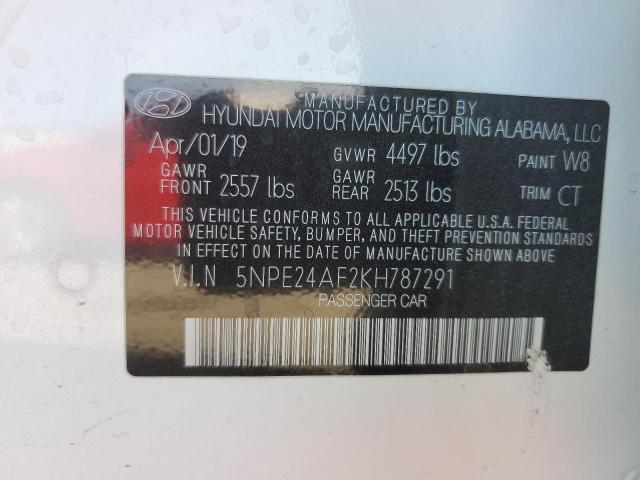 MANUFACTURED BY
HYUNDAI MOTOR MANUFACTURING ALABAMA, LLC
Apr/01/19 GVWR 4497 lbs PAINT W8
GAWR FRONT 2557 lbs GAWR REAR 2513 lbs TRIM CT
THIS VEHICLE CONFORMS TO ALL APPLICABLE U.S.A. FEDERAL
MOTOR VEHICLE SAFETY, BUMPER, AND THEFT PREVENTION STANDARDS
IN EFFECT ON THE DATE OF MANUFACTURE SHOWN ABOVE.
V.I.N 5NPE24AF2KH787291
PASSENGER CAR